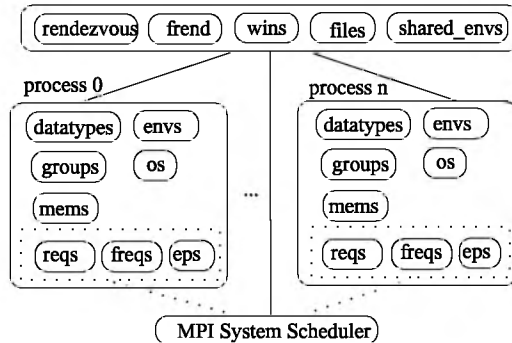 rendezvous frend wins files shared_envs
process 0 process n
datatypes envs datatypes envs
groups os groups os
...
mems mems
reqs freqs eps reqs freqs eps
MPI System Scheduler